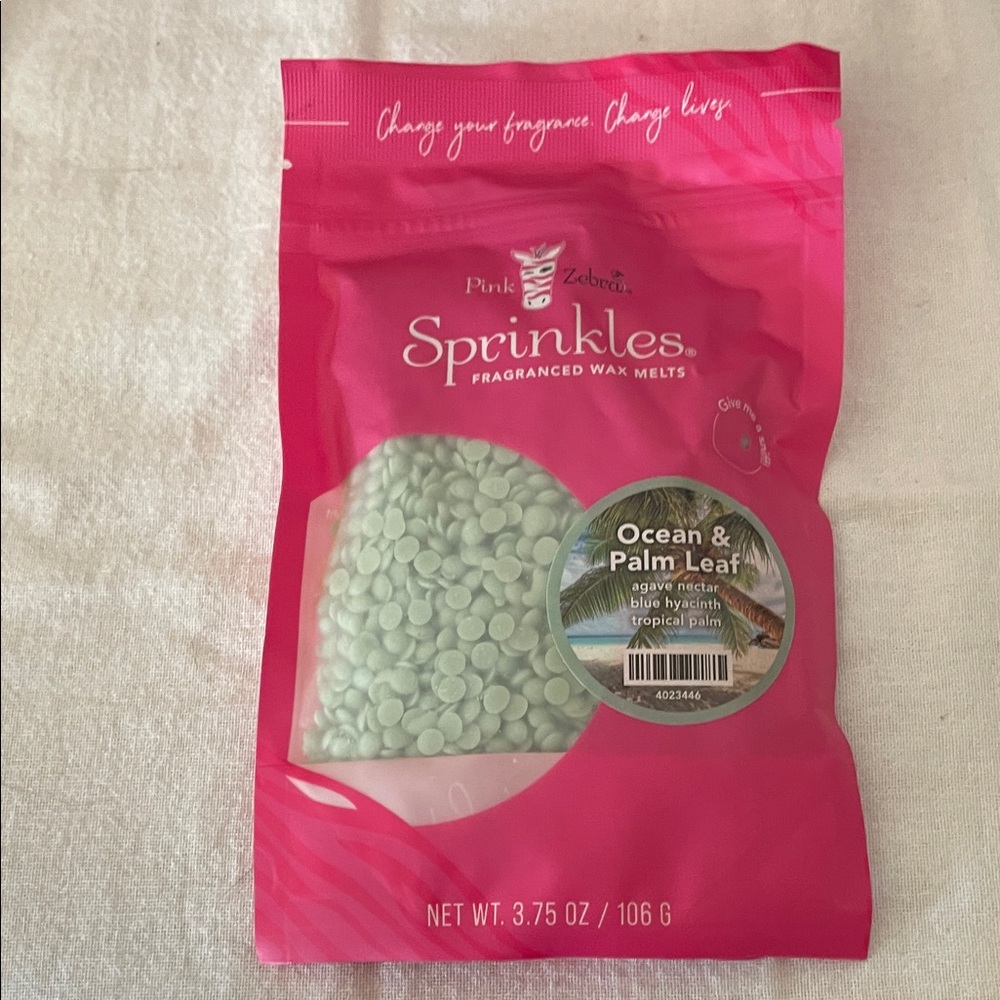 Change your fragrance. Change lives.
Pink Zebra
Sprinkles®
FRAGRANCED WAX MELTS
Give me a sniff
Ocean &
Palm Leaf
agave nectar
blue hyacinth
tropical palm
4023446
NET WT. 3.75 OZ / 106 G